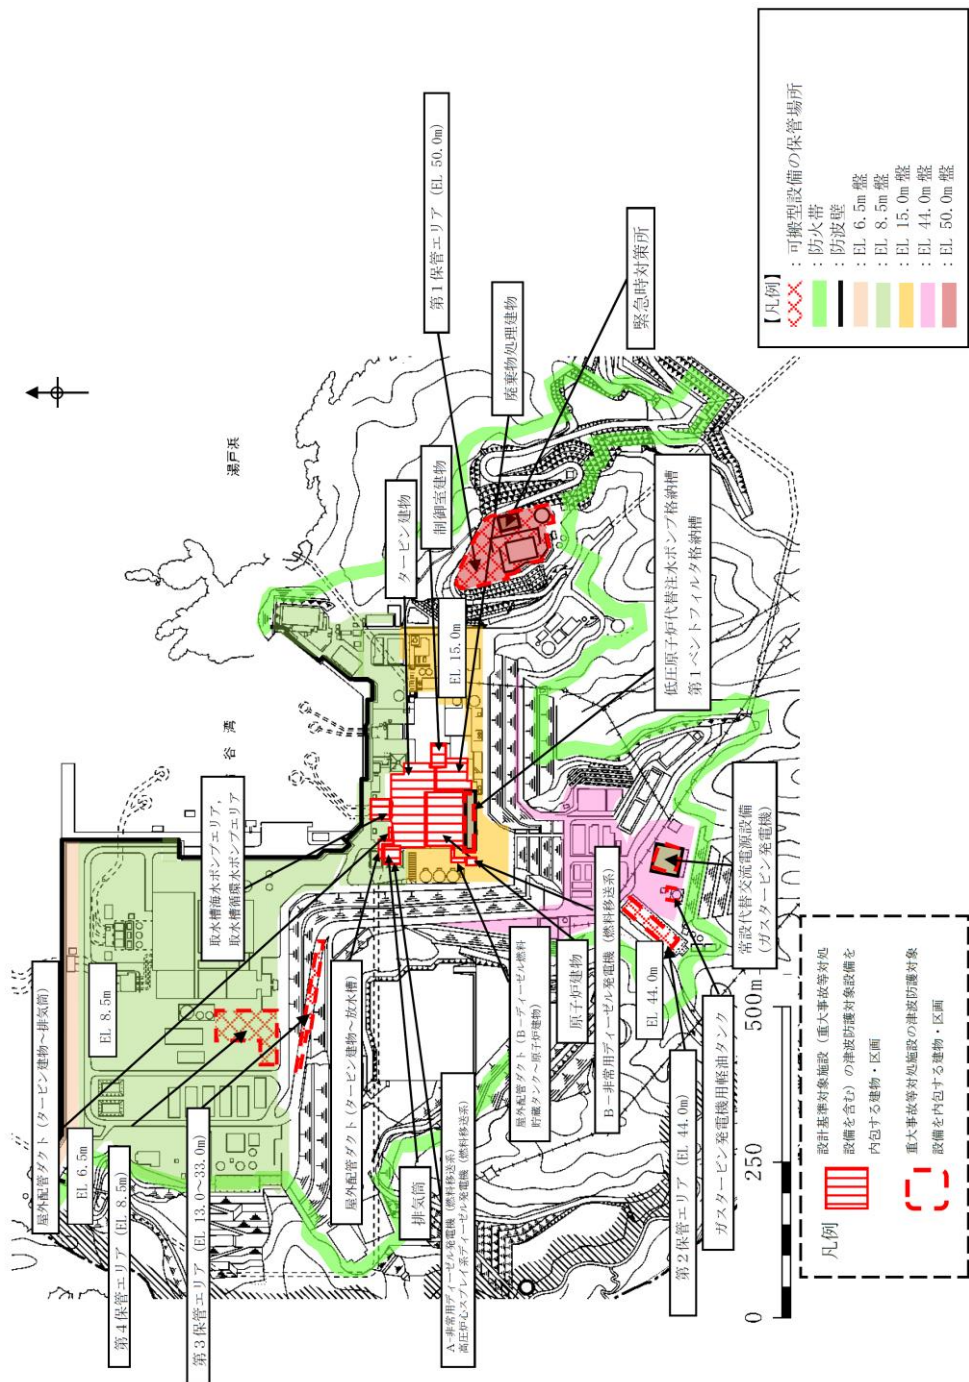 屋外配管ダクト（タービン建物～排気筒）
第4保管エリア（EL 8.5m）
第3保管エリア（EL 13.0～33.0m）
EL 6.5m
EL 8.5m
取水槽海水ポンプエリア，
取水槽循環水ポンプエリア
屋外配管ダクト（タービン建物～放水槽）
排気筒
A-非常用ディーゼル発電機（燃料移送系）
高圧炉心スプレイ系ディーゼル発電機（燃料移送系）
屋外配管ダクト（B－ディーゼル燃料
貯蔵タンク～原子炉建物）
原子炉建物
B－非常用ディーゼル発電機（燃料移送系）
EL 44.0m
第2保管エリア（EL 44.0m）
ガスタービン発電機用軽油タンク
常設代替交流電源設備
（ガスタービン発電機）
谷 湾
湯戸浜
タービン建物
制御室建物
第1保管エリア（EL 50.0m）
廃棄物処理建物
緊急時対策所
EL 15.0m
低圧原子炉代替注水ポンプ格納槽
第1ベントフィルタ格納槽
0
250
500m
【凡例】
：可搬型設備の保管場所
：防火帯
：防波壁
：EL 6.5m 盤
：EL 8.5m 盤
：EL 15.0m 盤
：EL 44.0m 盤
：EL 50.0m 盤
凡例
設計基準対象施設（重大事故等対処
設備を含む）の津波防護対象設備を
内包する建物・区画
重大事故等対処施設の津波防護対象
設備を内包する建物・区画